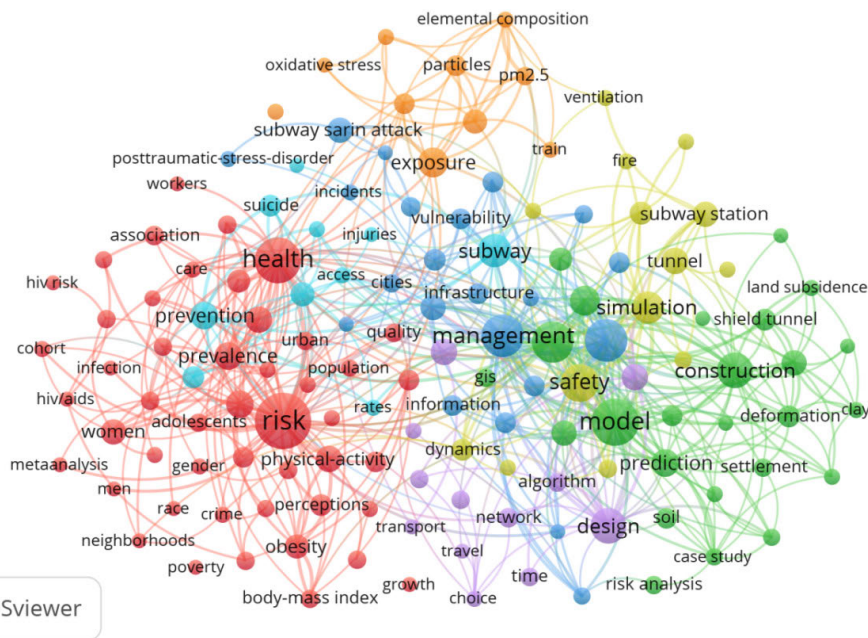 elemental composition
oxidative stress
particles
pm2.5
ventilation
subway sarin attack
train
posttraumatic-stress-disorder
exposure
fire
workers
incidents
suicide
vulnerability
subway station
association
injuries
health
subway
care
access
tunnel
hiv risk
cities
infrastructure
land subsidence
prevention
simulation
shield tunnel
quality
management
urban
cohort
prevalence
infection
population
construction
gis
safety
hiv/aids
rates
information
adolescents
risk
model
deformation
clay
women
dynamics
metaanalysis
gender
physical-activity
prediction
settlement
men
algorithm
race
crime
perceptions
network
soil
transport
design
neighborhoods
obesity
travel
case study
poverty
time
growth
risk analysis
body-mass index
choice
Sviewer